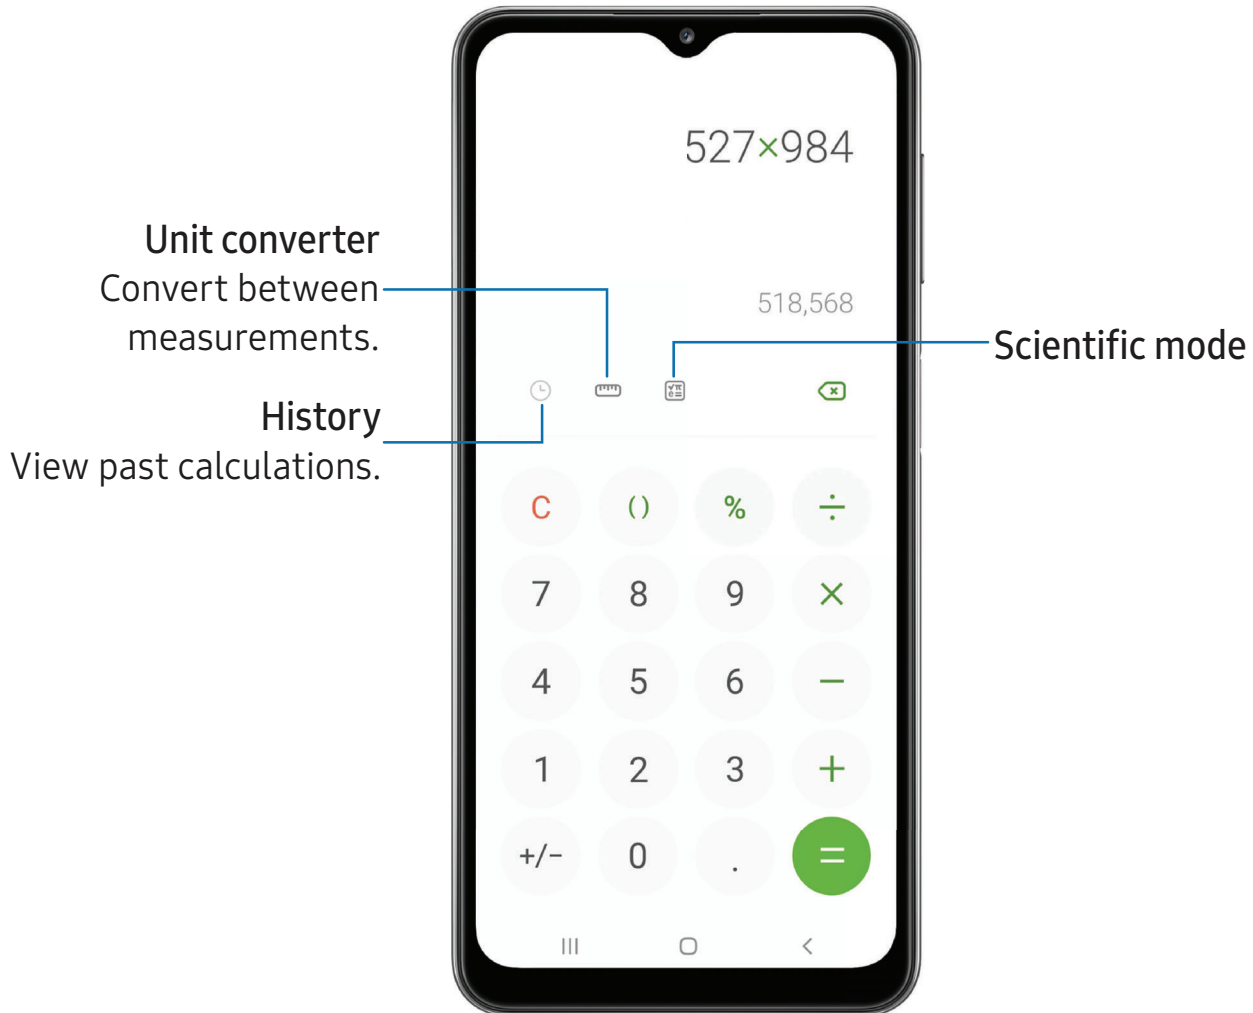 527×984
518,568
Unit converter
Convert between
measurements.
History
View past calculations.
Scientific mode
√π
e=
C () % ÷
7 8 9 ×
4 5 6 −
1 2 3 +
+/− 0 . =